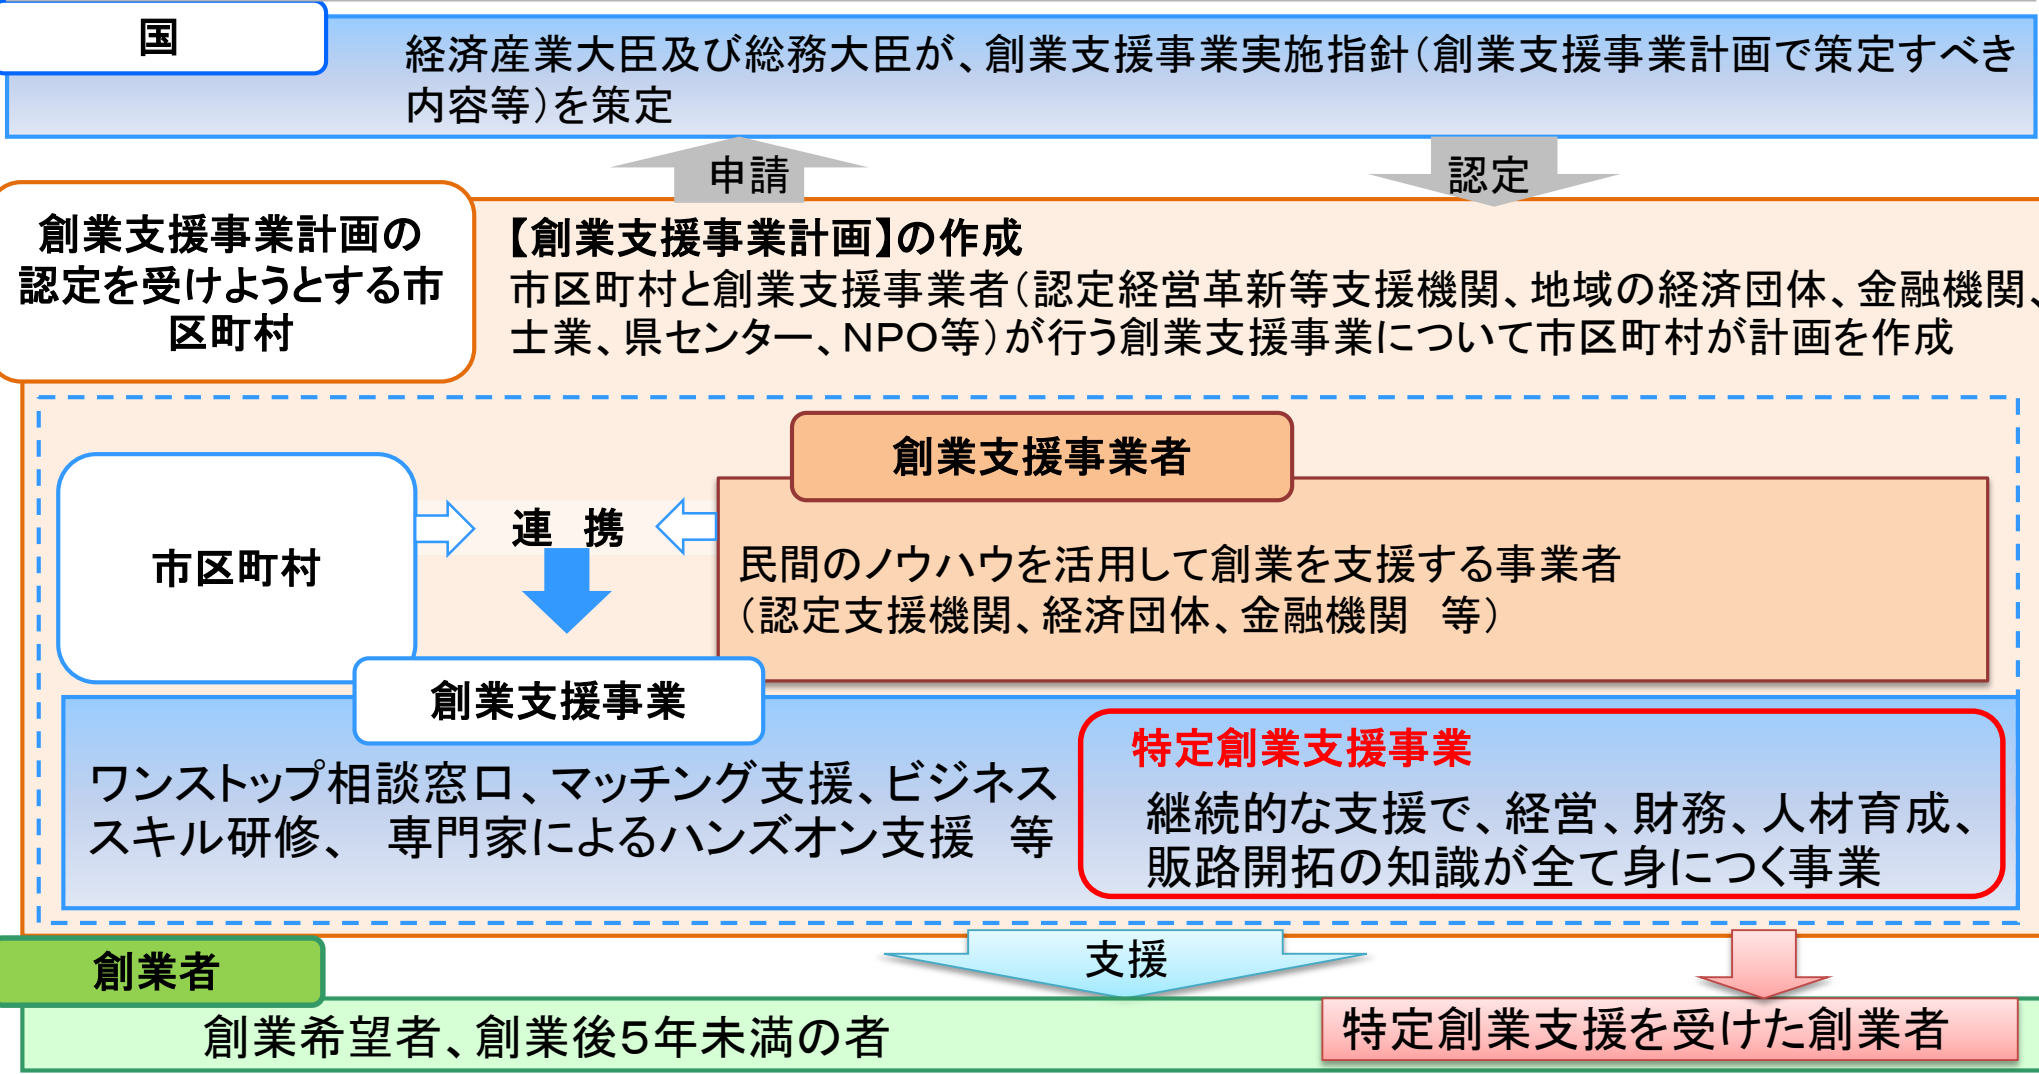 国
経済産業大臣及び総務大臣が、創業支援事業実施指針（創業支援事業計画で策定すべき
内容等）を策定
申請
認定
創業支援事業計画の
認定を受けようとする市
区町村
【創業支援事業計画】の作成
市区町村と創業支援事業者（認定経営革新等支援機関、地域の経済団体、金融機関、
士業、県センター、NPO等）が行う創業支援事業について市区町村が計画を作成
創業支援事業者
市区町村
連　携
民間のノウハウを活用して創業を支援する事業者
（認定支援機関、経済団体、金融機関　等）
創業支援事業
ワンストップ相談窓口、マッチング支援、ビジネス
スキル研修、　専門家によるハンズオン支援　等
特定創業支援事業
継続的な支援で、経営、財務、人材育成、
販路開拓の知識が全て身につく事業
支援
創業者
創業希望者、創業後５年未満の者
特定創業支援を受けた創業者